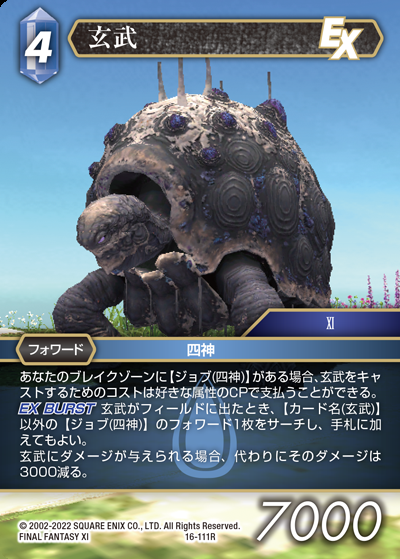 4
玄武
EX
XI
フォワード
四神
あなたのブレイクゾーンに【ジョブ(四神)】がある場合、玄武をキャ
ストするためのコストは好きな属性のCPで支払うことができる。
EX BURST 玄武がフィールドに出たとき、【カード名(玄武)】
以外の【ジョブ(四神)】のフォワード1枚をサーチし、手札に加
えてもよい。
玄武にダメージが与えられる場合、代わりにそのダメージは
3000減る。
© 2002-2022 SQUARE ENIX CO., LTD. All Rights Reserved.
FINAL FANTASY XI
16-111R
7000